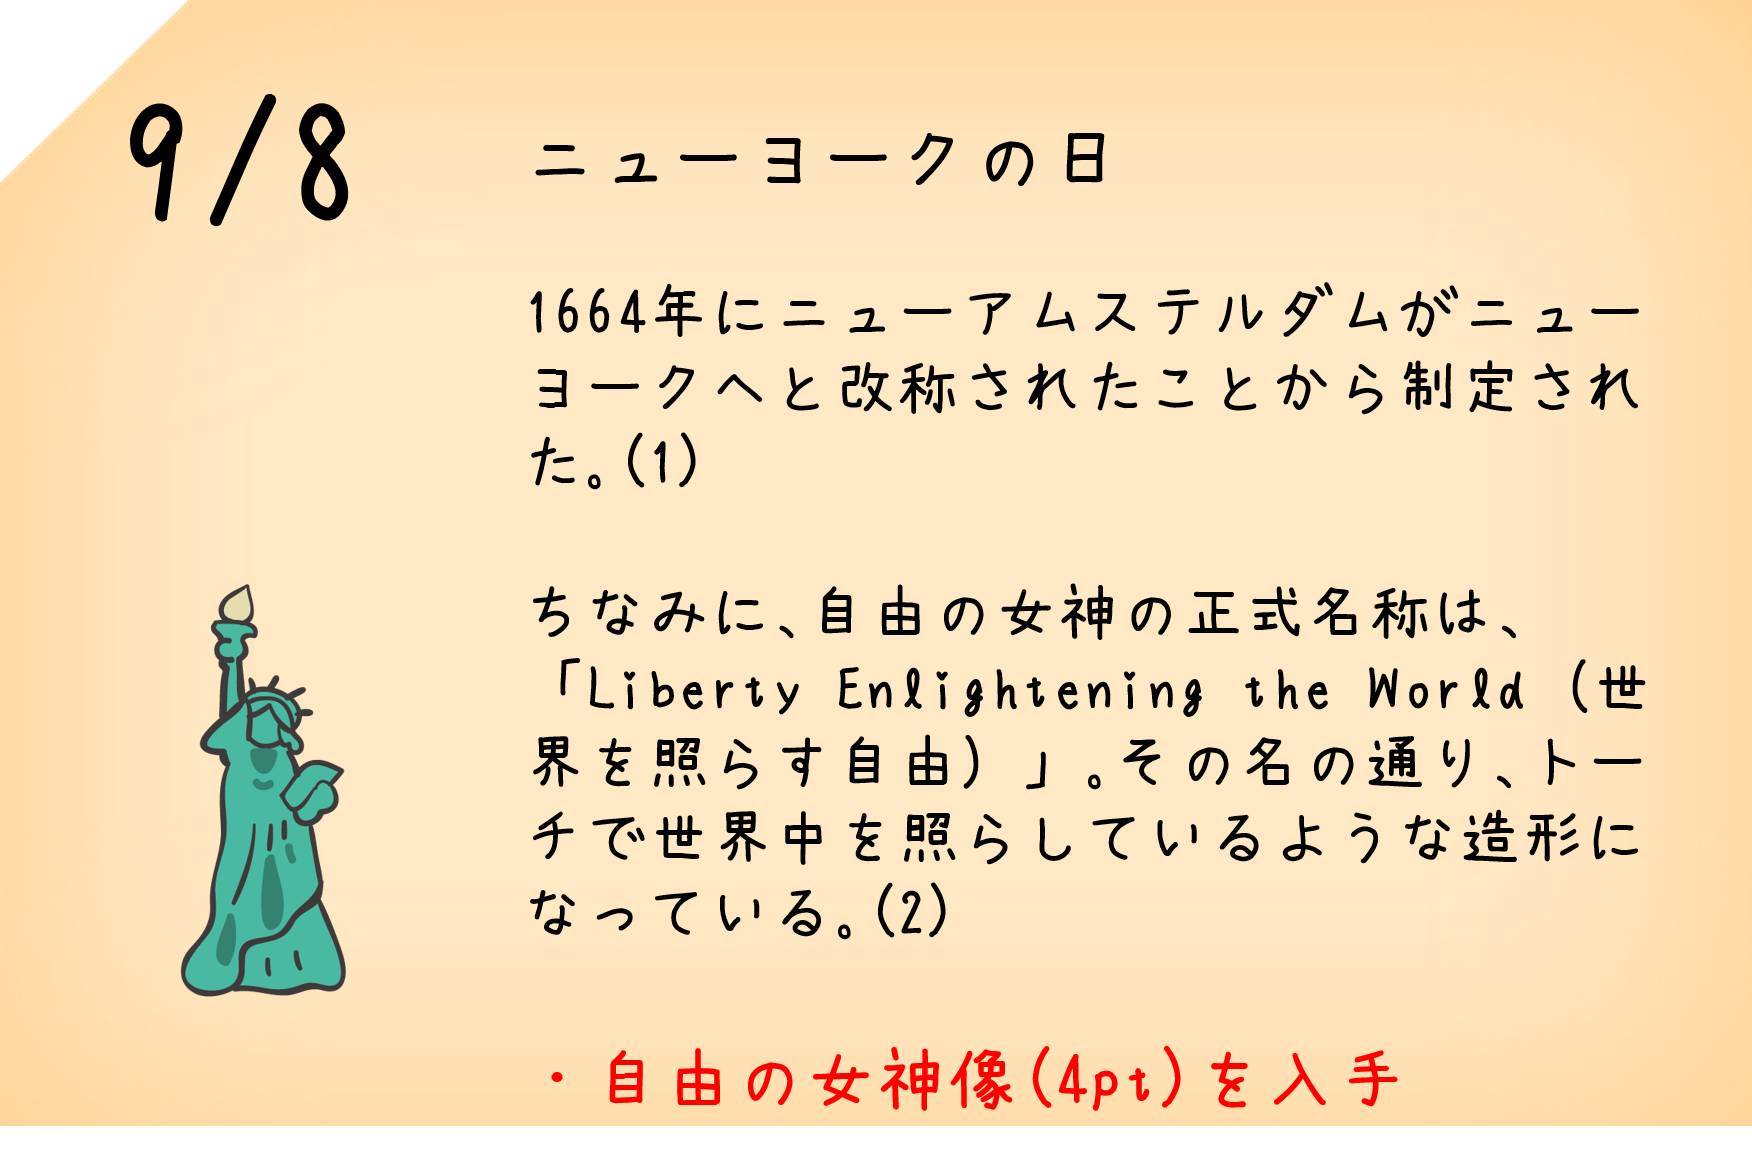 9/8
ニューヨークの日
1664年にニューアムステルダムがニュー
ヨークへと改称されたことから制定され
た。(1)
ちなみに、自由の女神の正式名称は、
「Liberty Enlightening the World (世
界を照らす自由) 」。その名の通り、トー
チで世界中を照らしているような造形に
なっている。(2)
・自由の女神像(4pt)を入手